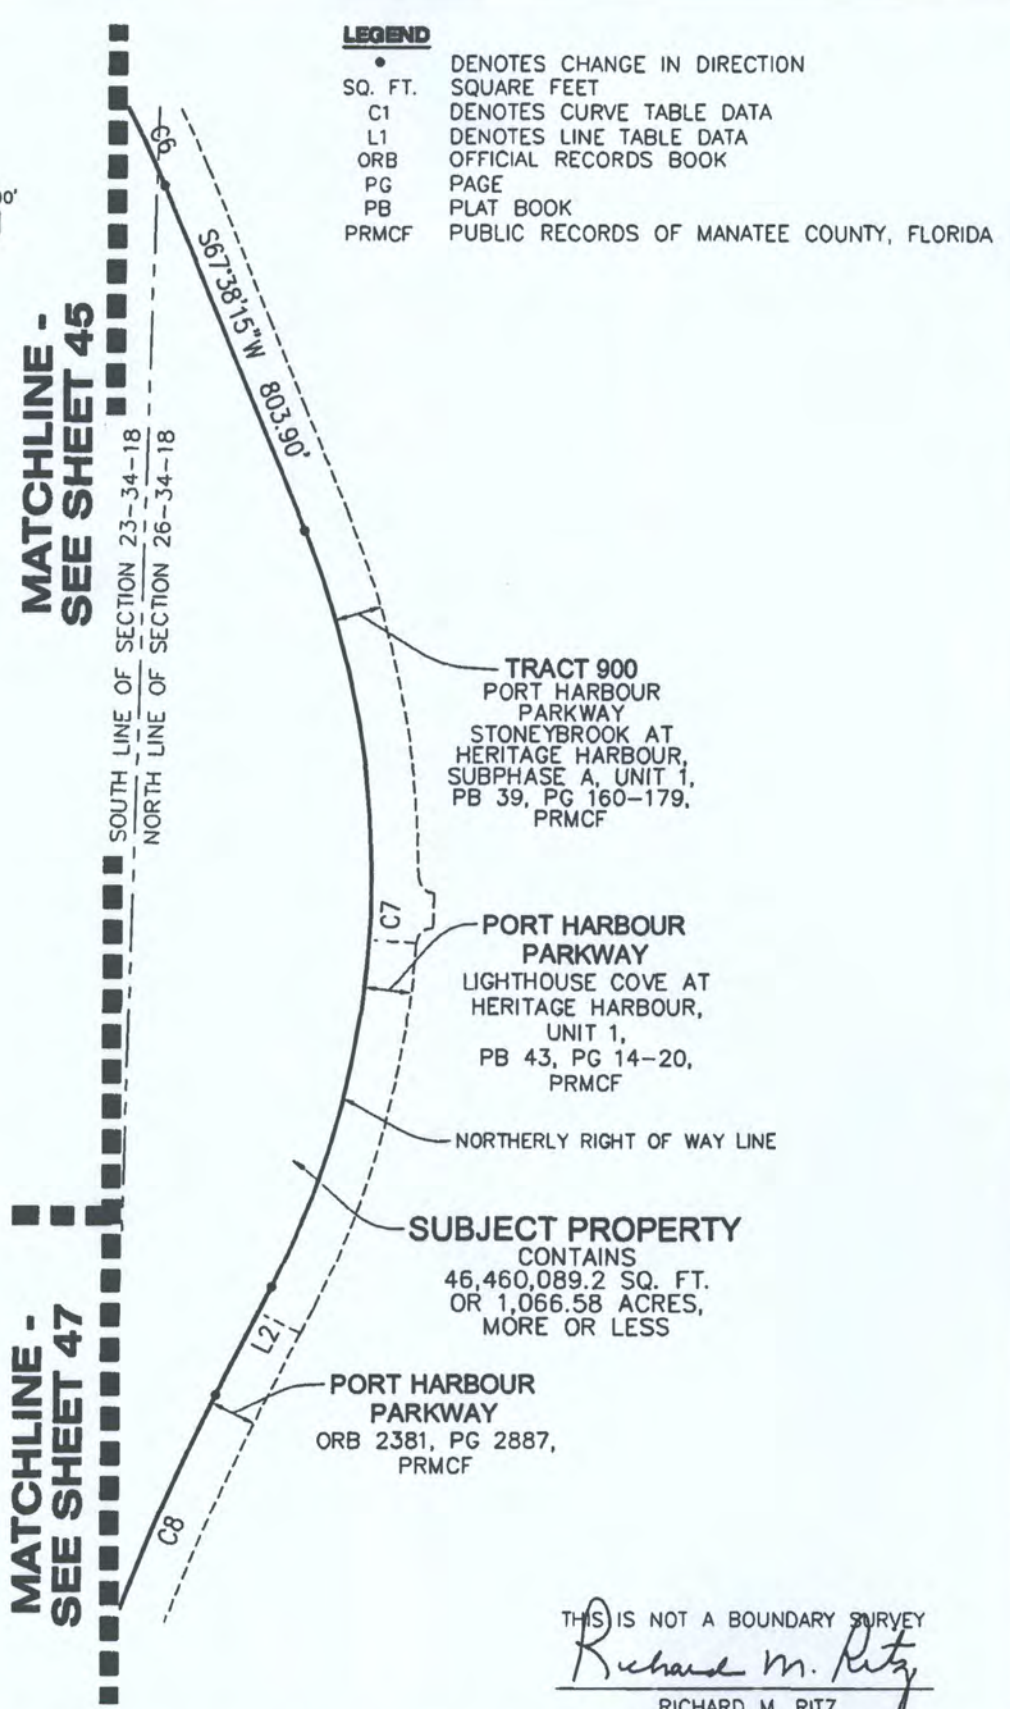 LEGEND
• DENOTES CHANGE IN DIRECTION
SQ. FT. SQUARE FEET
C1 DENOTES CURVE TABLE DATA
L1 DENOTES LINE TABLE DATA
ORB OFFICIAL RECORDS BOOK
PG PAGE
PB PLAT BOOK
PRMCF PUBLIC RECORDS OF MANATEE COUNTY, FLORIDA
C6
S67°38'15"W 803.90'
MATCHLINE -
SEE SHEET 45
SOUTH LINE OF SECTION 23-34-18
NORTH LINE OF SECTION 26-34-18
TRACT 900
PORT HARBOUR
PARKWAY
STONEYBROOK AT
HERITAGE HARBOUR,
SUBPHASE A, UNIT 1,
PB 39, PG 160-179,
PRMCF
C7
PORT HARBOUR
PARKWAY
LIGHTHOUSE COVE AT
HERITAGE HARBOUR,
UNIT 1,
PB 43, PG 14-20,
PRMCF
NORTHERLY RIGHT OF WAY LINE
SUBJECT PROPERTY
CONTAINS
46,460,089.2 SQ. FT.
OR 1,066.58 ACRES,
MORE OR LESS
L2
MATCHLINE -
SEE SHEET 47
PORT HARBOUR
PARKWAY
ORB 2381, PG 2887,
PRMCF
C8
THIS IS NOT A BOUNDARY SURVEY
Richard M. Ritz
RICHARD M. RITZ